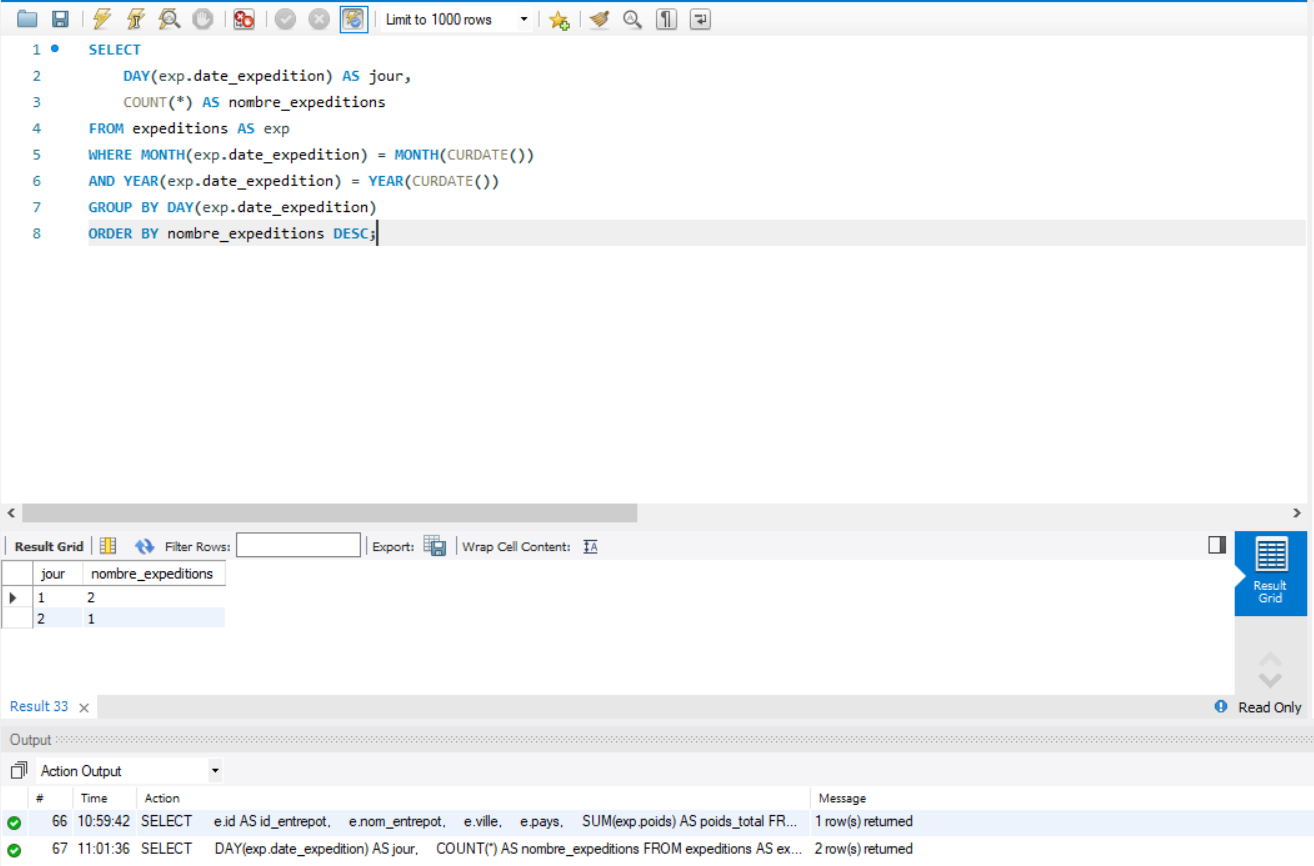 Limit to 1000 rows
1 SELECT
2 DAY(exp.date_expedition) AS jour,
3 COUNT(*) AS nombre_expeditions
4 FROM expeditions AS exp
5 WHERE MONTH(exp.date_expedition) = MONTH(CURDATE())
6 AND YEAR(exp.date_expedition) = YEAR(CURDATE())
7 GROUP BY DAY(exp.date_expedition)
8 ORDER BY nombre_expeditions DESC;
Result Grid Filter Rows: Export: Wrap Cell Content:
jour nombre_expeditions
1 2
2 1
Result
Grid
Result 33 Read Only
Output
Action Output
# Time Action Message
66 10:59:42 SELECT e.id AS id_entrepot, e.nom_entrepot, e.ville, e.pays, SUM(exp.poids) AS poids_total FR... 1 row(s) returned
67 11:01:36 SELECT DAY(exp.date_expedition) AS jour, COUNT(*) AS nombre_expeditions FROM expeditions AS ex... 2 row(s) returned